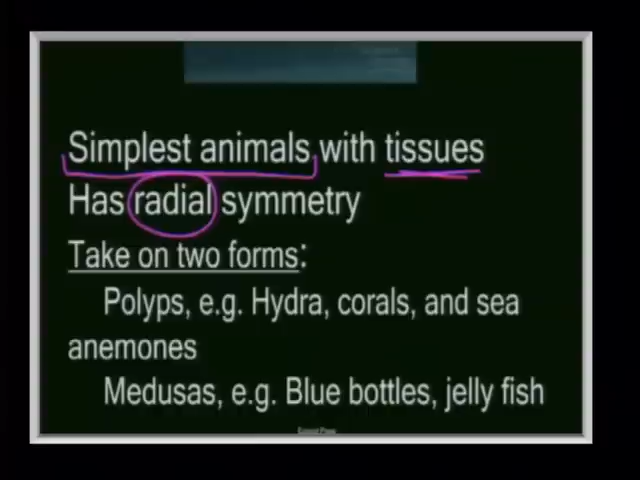 Simplest animals with tissues
Has radial symmetry
Take on two forms:
Polyps, e.g. Hydra, corals, and sea
anemones
Medusas, e.g. Blue bottles, jelly fish